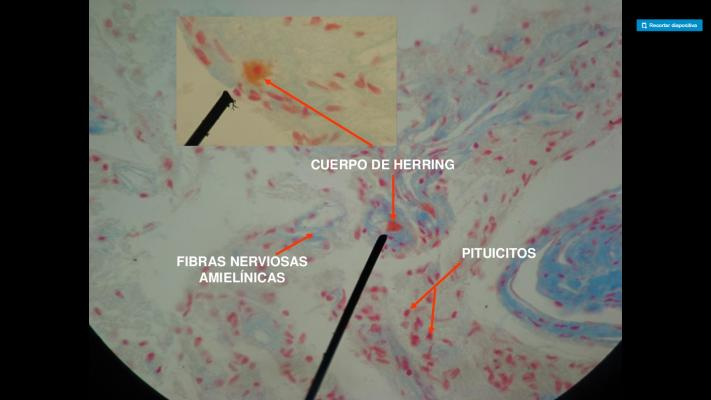 Recortar diapositiva
CUERPO DE HERRING
FIBRAS NERVIOSAS
AMIELÍNICAS
PITUICITOS